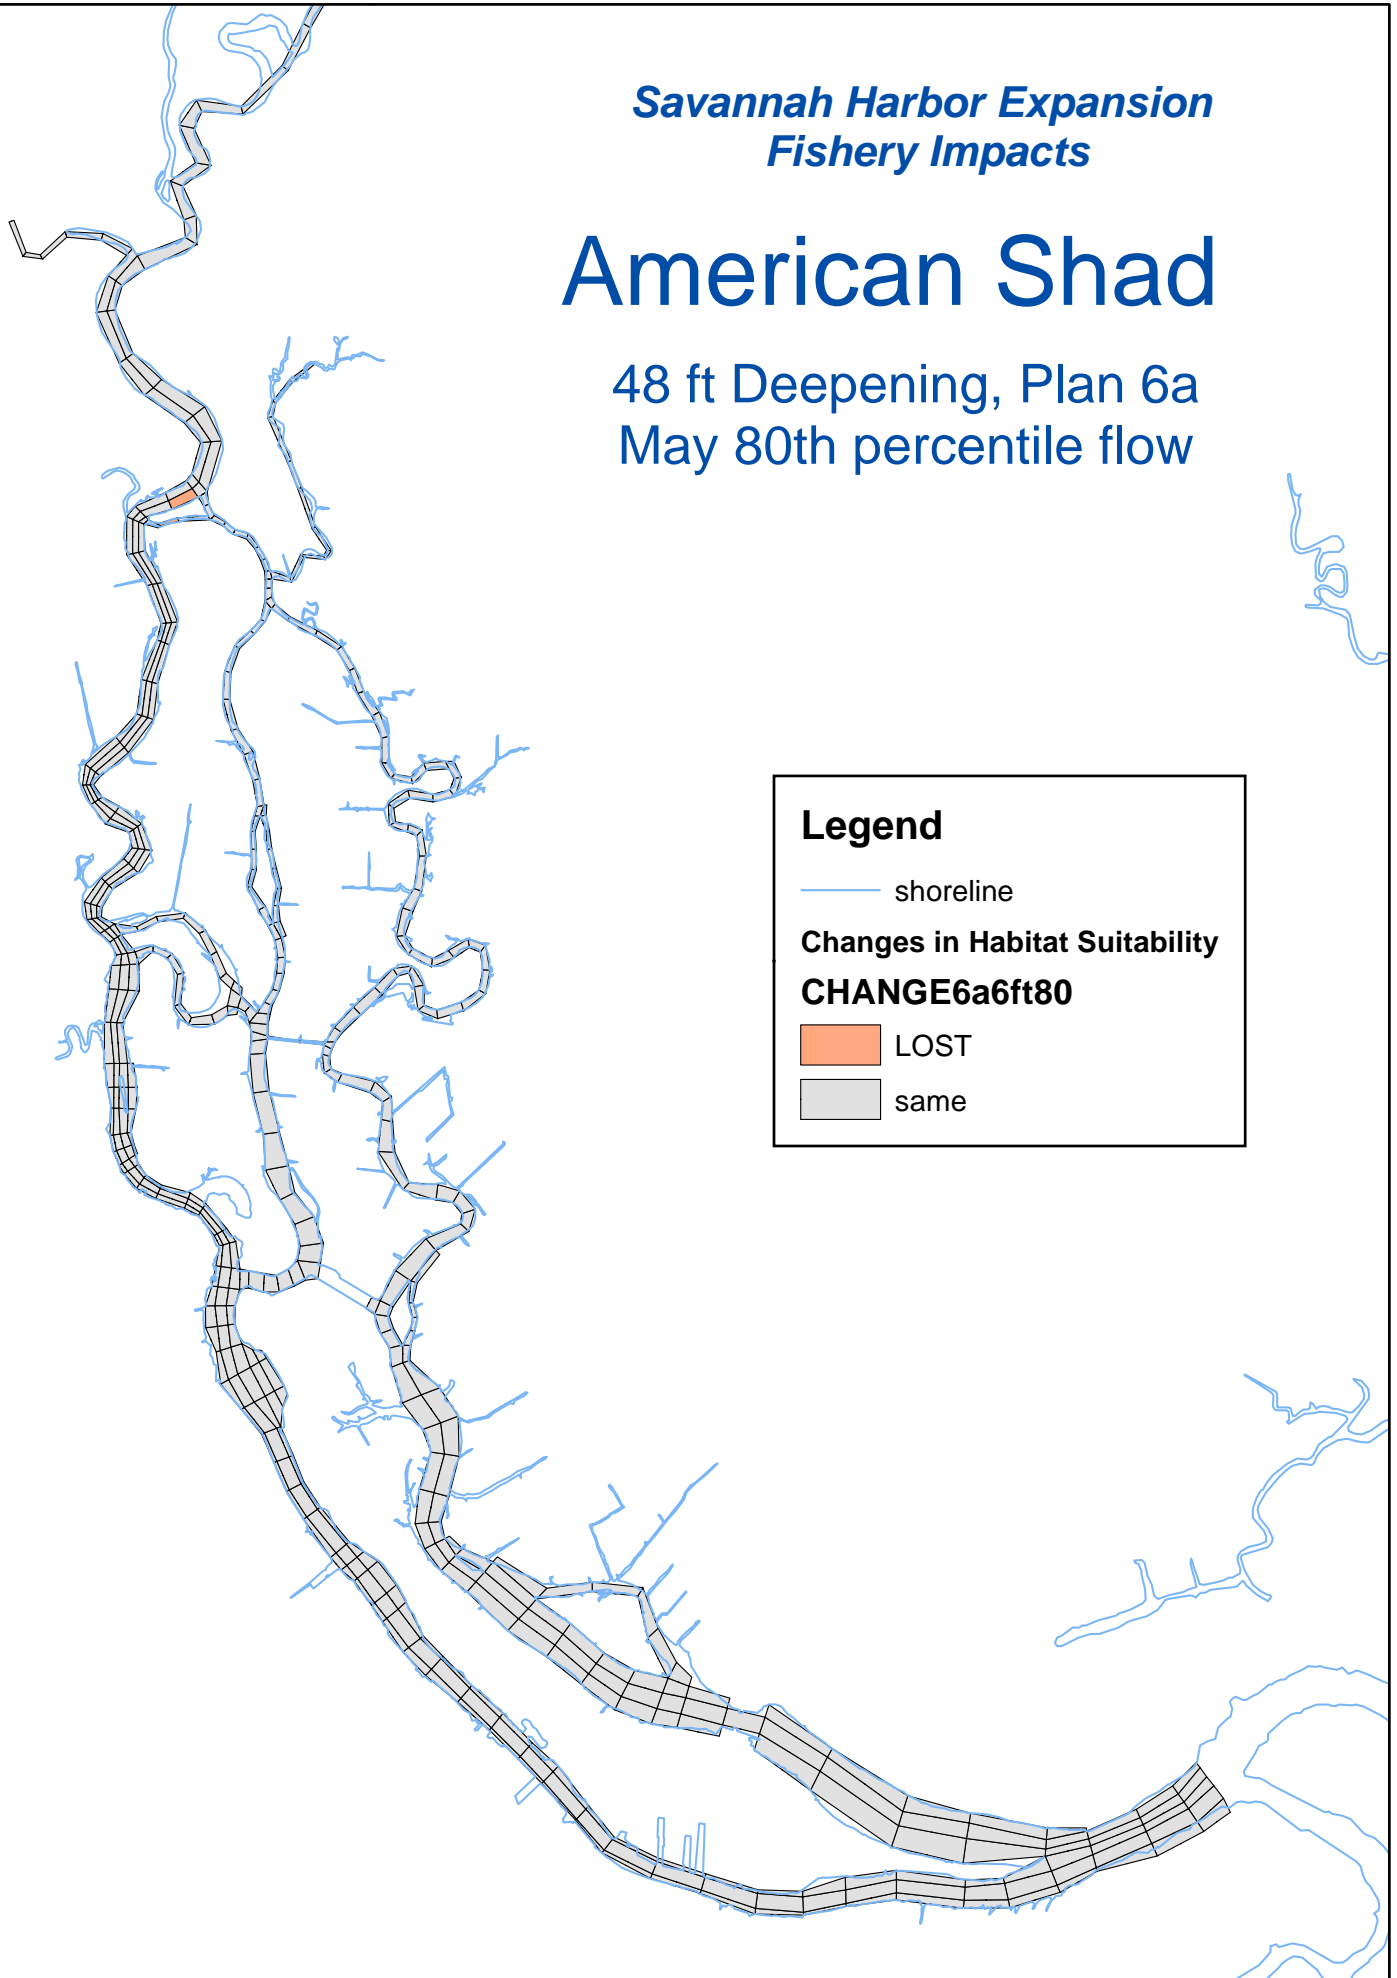 Savannah Harbor Expansion
Fishery Impacts
American Shad
48 ft Deepening, Plan 6a
May 80th percentile flow
Legend
shoreline
Changes in Habitat Suitability
CHANGE6a6ft80
LOST
same